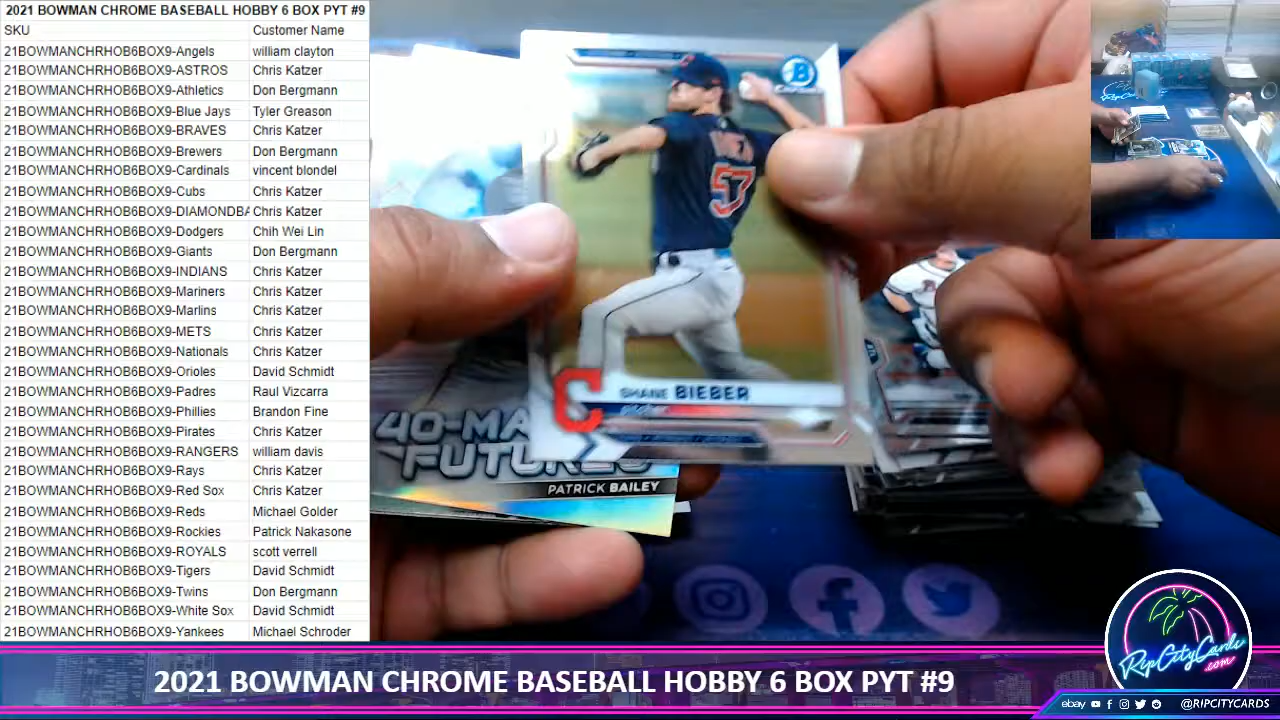 2021 BOWMAN CHROME BASEBALL HOBBY 6 BOX PYT #9
SKU Customer Name
21BOWMANCHRHOB6BOX9-Angels william clayton
21BOWMANCHRHOB6BOX9-ASTROS Chris Katzer
21BOWMANCHRHOB6BOX9-Athletics Don Bergmann
21BOWMANCHRHOB6BOX9-Blue Jays Tyler Greason
21BOWMANCHRHOB6BOX9-BRAVES Chris Katzer
21BOWMANCHRHOB6BOX9-Brewers Don Bergmann
21BOWMANCHRHOB6BOX9-Cardinals vincent blondel
21BOWMANCHRHOB6BOX9-Cubs Chris Katzer
21BOWMANCHRHOB6BOX9-DIAMONDBA Chris Katzer
21BOWMANCHRHOB6BOX9-Dodgers Chih Wei Lin
21BOWMANCHRHOB6BOX9-Giants Don Bergmann
21BOWMANCHRHOB6BOX9-INDIANS Chris Katzer
21BOWMANCHRHOB6BOX9-Mariners Chris Katzer
21BOWMANCHRHOB6BOX9-Marlins Chris Katzer
21BOWMANCHRHOB6BOX9-METS Chris Katzer
21BOWMANCHRHOB6BOX9-Nationals Chris Katzer
21BOWMANCHRHOB6BOX9-Orioles David Schmidt
21BOWMANCHRHOB6BOX9-Padres Raul Vizcarra
21BOWMANCHRHOB6BOX9-Phillies Brandon Fine
21BOWMANCHRHOB6BOX9-Pirates Chris Katzer
21BOWMANCHRHOB6BOX9-RANGERS william davis
21BOWMANCHRHOB6BOX9-Rays Chris Katzer
21BOWMANCHRHOB6BOX9-Red Sox Chris Katzer
21BOWMANCHRHOB6BOX9-Reds Michael Golder
21BOWMANCHRHOB6BOX9-Rockies Patrick Nakasone
21BOWMANCHRHOB6BOX9-ROYALS scott verrell
21BOWMANCHRHOB6BOX9-Tigers David Schmidt
21BOWMANCHRHOB6BOX9-Twins Don Bergmann
21BOWMANCHRHOB6BOX9-White Sox David Schmidt
21BOWMANCHRHOB6BOX9-Yankees Michael Schroder
B
57
C
SHANE BIEBER
40-MA
FUTURES
PATRICK BAILEY
RipCityCards
.com
2021 BOWMAN CHROME BASEBALL HOBBY 6 BOX PYT #9
ebay @RIPCITYCARDS